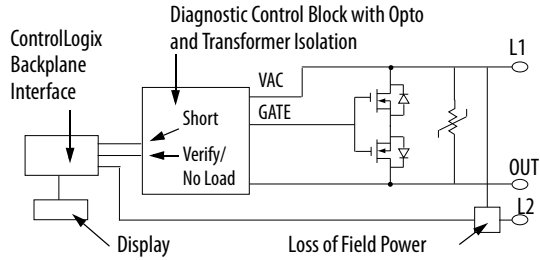 Diagnostic Control Block with Opto
and Transformer Isolation
ControlLogix
Backplane
Interface
L1
VAC
GATE
Short
Verify/
No Load
OUT
L2
Display
Loss of Field Power